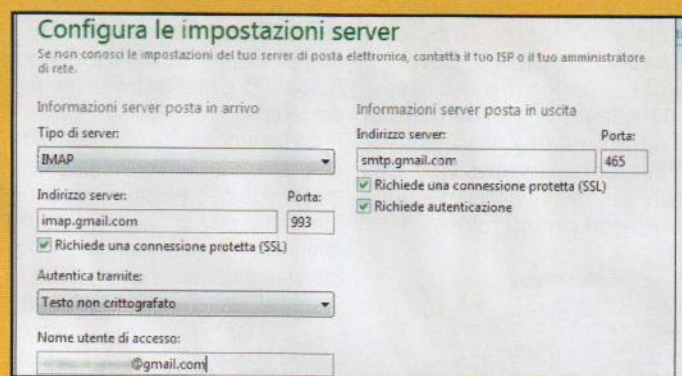 Configura le impostazioni server
Se non conosci le impostazioni del tuo server di posta elettronica, contatta il tuo ISP o il tuo amministratore
di rete.
Informazioni server posta in arrivo
Tipo di server:
IMAP
Indirizzo server: Porta:
imap.gmail.com 993
Richiede una connessione protetta (SSL)
Autentica tramite:
Testo non crittografato
Nome utente di accesso:
@gmail.com
Informazioni server posta in uscita
Indirizzo server: Porta:
smtp.gmail.com 465
Richiede una connessione protetta (SSL)
Richiede autenticazione